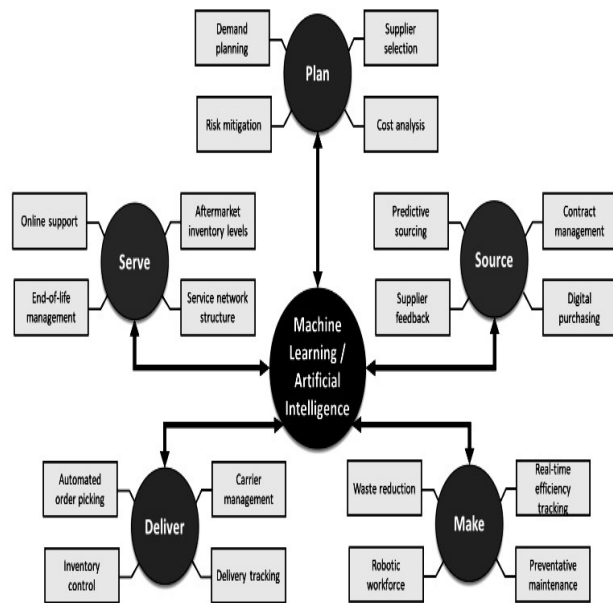 Demand
planning
Supplier
selection
Plan
Risk mitigation
Cost analysis
Online support
Aftermarket
inventory levels
Serve
End-of-life
management
Service network
structure
Predictive
sourcing
Contract
management
Source
Supplier
feedback
Digital
purchasing
Machine
Learning /
Artificial
Intelligence
Automated
order picking
Carrier
management
Deliver
Inventory
control
Delivery tracking
Waste reduction
Real-time
efficiency
tracking
Make
Robotic
workforce
Preventative
maintenance